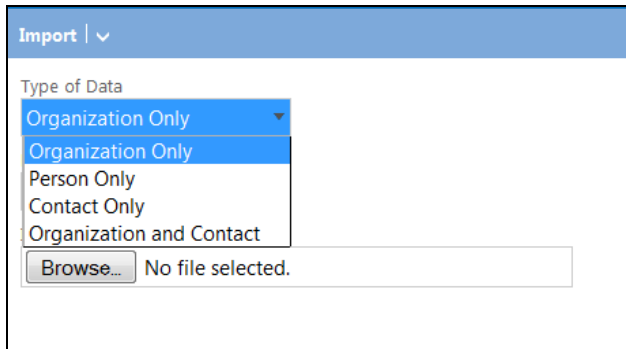 Import
Type of Data
Organization Only
Organization Only
Person Only
Contact Only
Organization and Contact
Browse... No file selected.